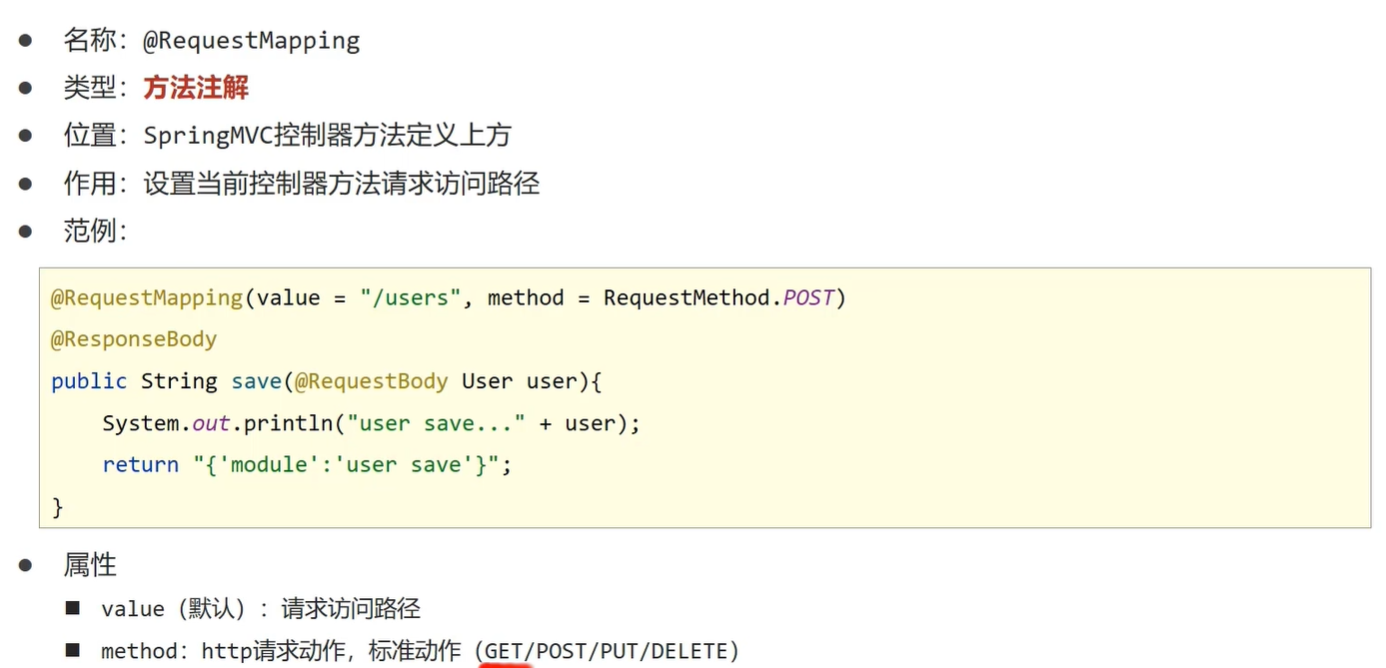 名称：@RequestMapping
类型：方法注解
位置：SpringMVC控制器方法定义上方
作用：设置当前控制器方法请求访问路径
范例：
@RequestMapping(value = "/users", method = RequestMethod.POST)
@ResponseBody
public String save(@RequestBody User user){
    System.out.println("user save..." + user);
    return "{'module':'user save'}";
}
属性
value（默认）：请求访问路径
method：http请求动作，标准动作（GET/POST/PUT/DELETE）